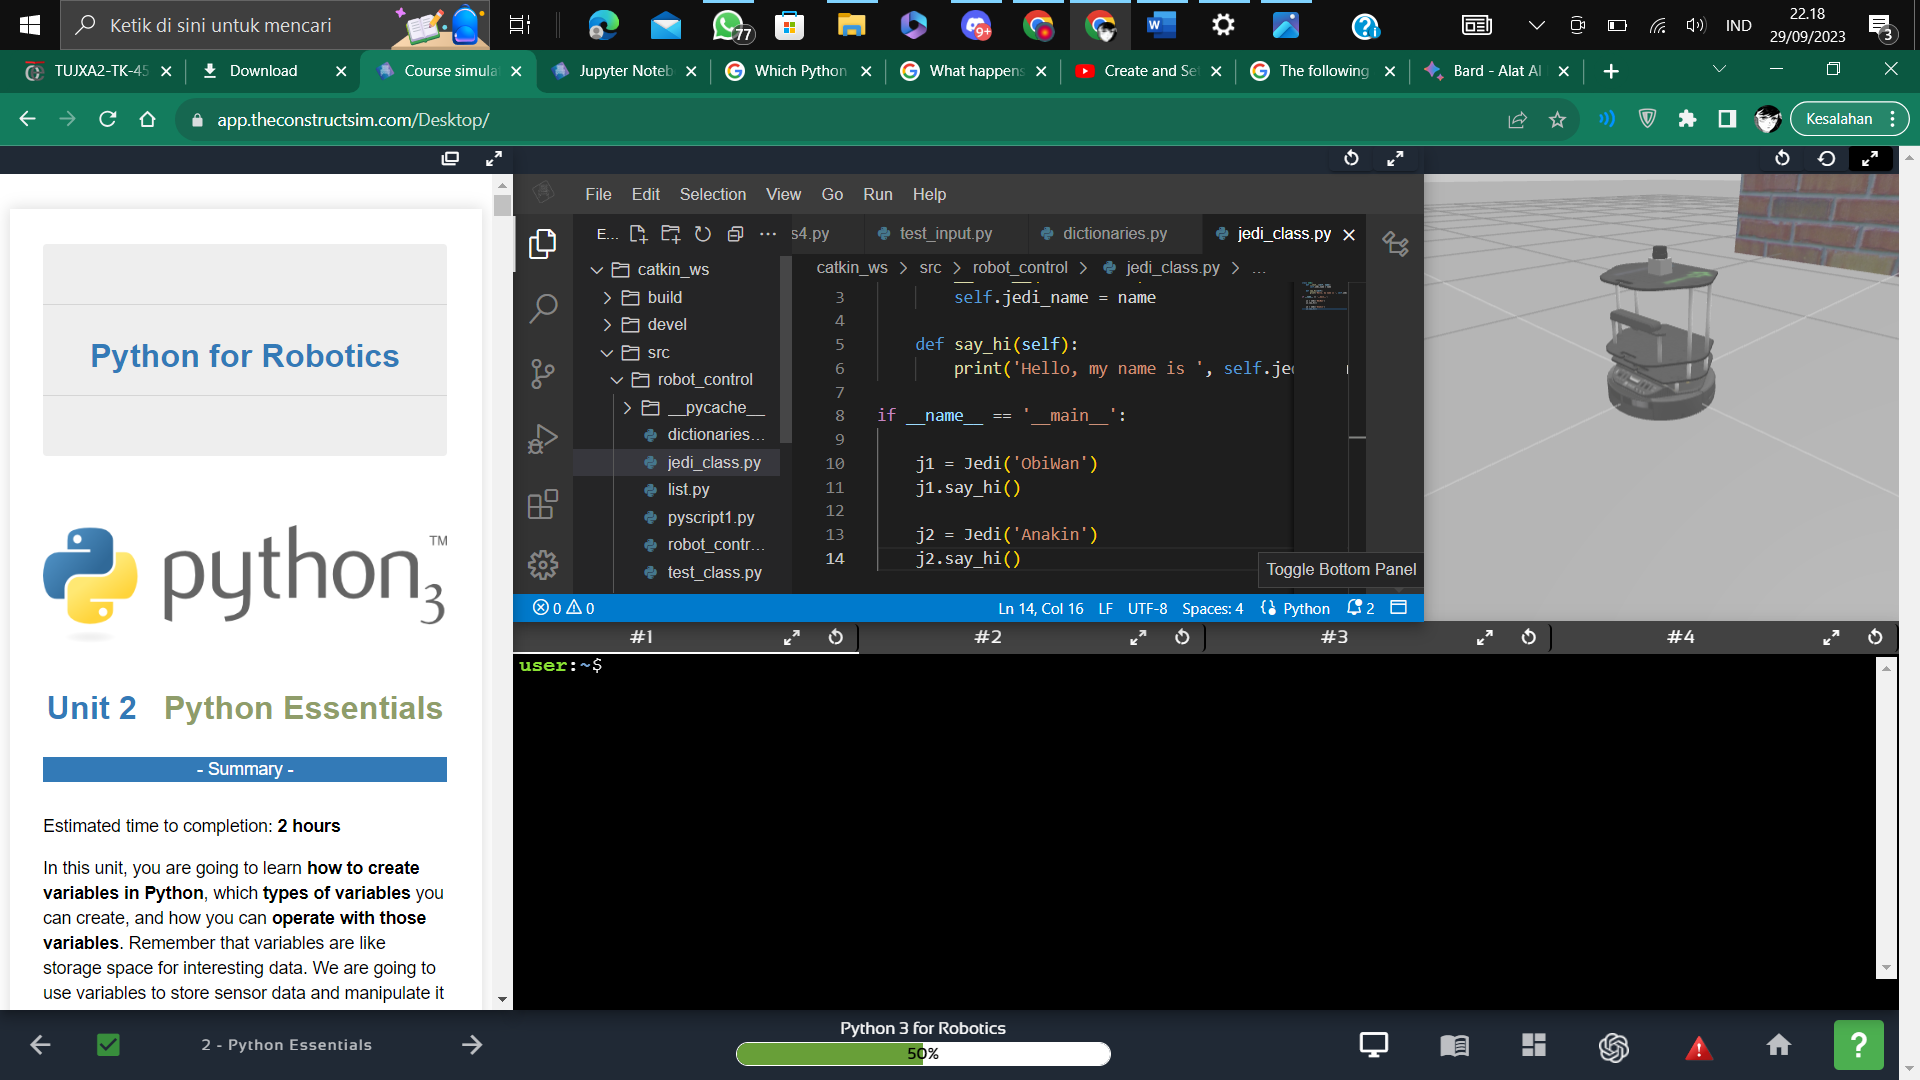 Ketik di sini untuk mencari
77
9+
IND
22.18
29/09/2023
3
TUJXA2-TK-45
Download
Course simula
Jupyter Noteb
Which Python
What happens
Create and Se
The following
Bard - Alat AI
app.theconstructsim.com/Desktop/
Kesalahan
Python for Robotics
python
3
TM
Unit 2 Python Essentials
- Summary -
Estimated time to completion: 2 hours
In this unit, you are going to learn how to create
variables in Python, which types of variables you
can create, and how you can operate with those
variables. Remember that variables are like
storage space for interesting data. We are going to
use variables to store sensor data and manipulate it
File Edit Selection View Go Run Help
E...
catkin_ws
build
devel
src
robot_control
__pycache__
dictionaries...
jedi_class.py
list.py
pyscript1.py
robot_contr...
test_class.py
s4.py
test_input.py
dictionaries.py
jedi_class.py
catkin_ws > src > robot_control > jedi_class.py > ...
3 self.jedi_name = name
4
5 def say_hi(self):
6 print('Hello, my name is ', self.je
7
8 if __name__ == '__main__':
9
10 j1 = Jedi('ObiWan')
11 j1.say_hi()
12
13 j2 = Jedi('Anakin')
14 j2.say_hi()
Toggle Bottom Panel
0 0
Ln 14, Col 16 LF UTF-8 Spaces: 4 Python 2
#1
#2
#3
#4
user:~$
2 - Python Essentials
Python 3 for Robotics
50%
?